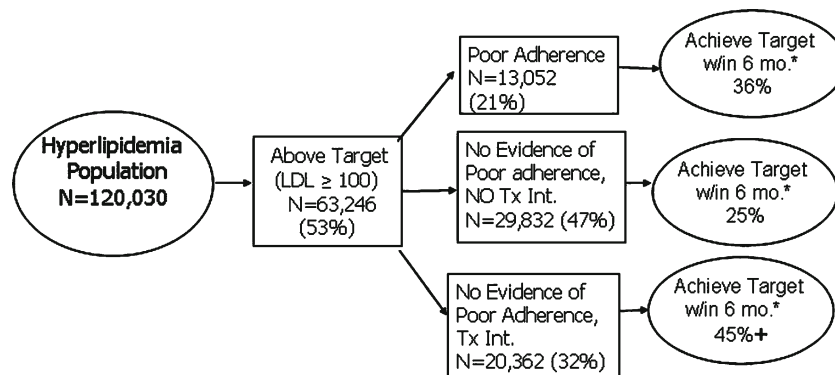 Hyperlipidemia
Population
N=120,030
Above Target
(LDL ≥ 100)
N=63,246
(53%)
Poor Adherence
N=13,052
(21%)
Achieve Target
w/in 6 mo.*
36%
No Evidence of
Poor adherence,
NO Tx Int.
N=29,832 (47%)
Achieve Target
w/in 6 mo.*
25%
No Evidence of
Poor Adherence,
Tx Int.
N=20,362 (32%)
Achieve Target
w/in 6 mo.*
45%+